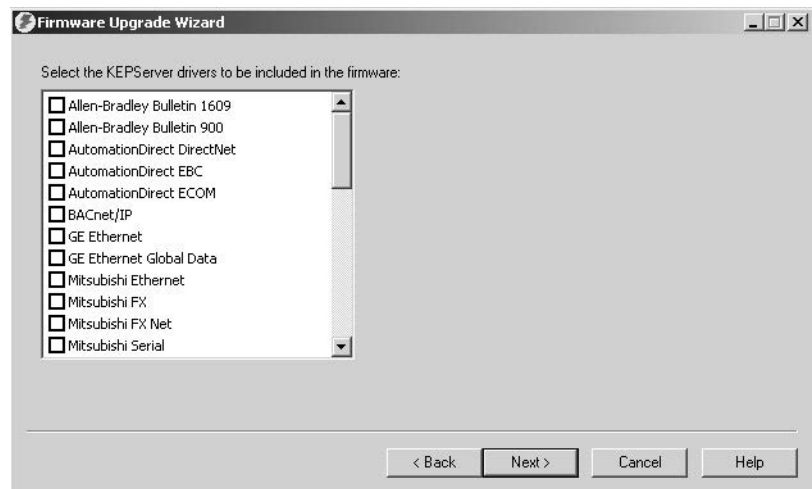 Firmware Upgrade Wizard
Select the KEPServer drivers to be included in the firmware:
Allen-Bradley Bulletin 1609
Allen-Bradley Bulletin 900
AutomationDirect DirectNet
AutomationDirect EBC
AutomationDirect ECOM
BACnet/IP
GE Ethernet
GE Ethernet Global Data
Mitsubishi Ethernet
Mitsubishi FX
Mitsubishi FX Net
Mitsubishi Serial
< Back Next > Cancel Help